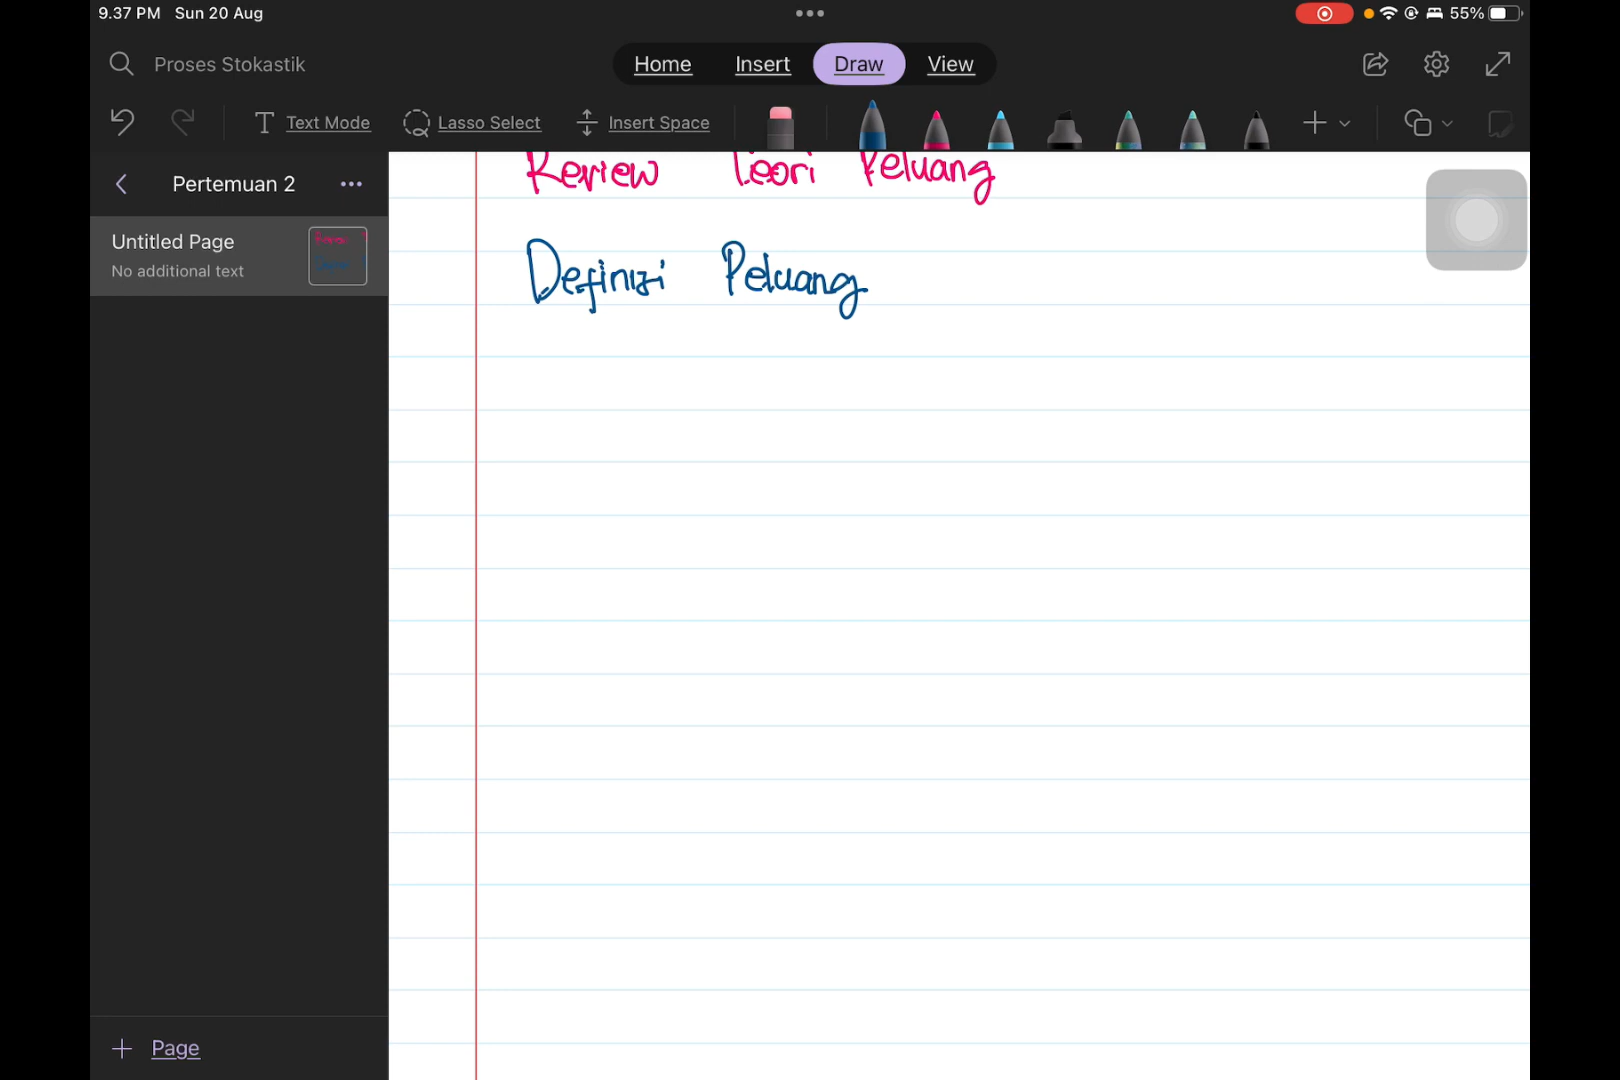 9.37 PM Sun 20 Aug 55%
Proses Stokastik Home Insert Draw View
Text Mode Lasso Select Insert Space
Pertemuan 2
Untitled Page
No additional text
Review Teori Peluang
Definisi Peluang
Page